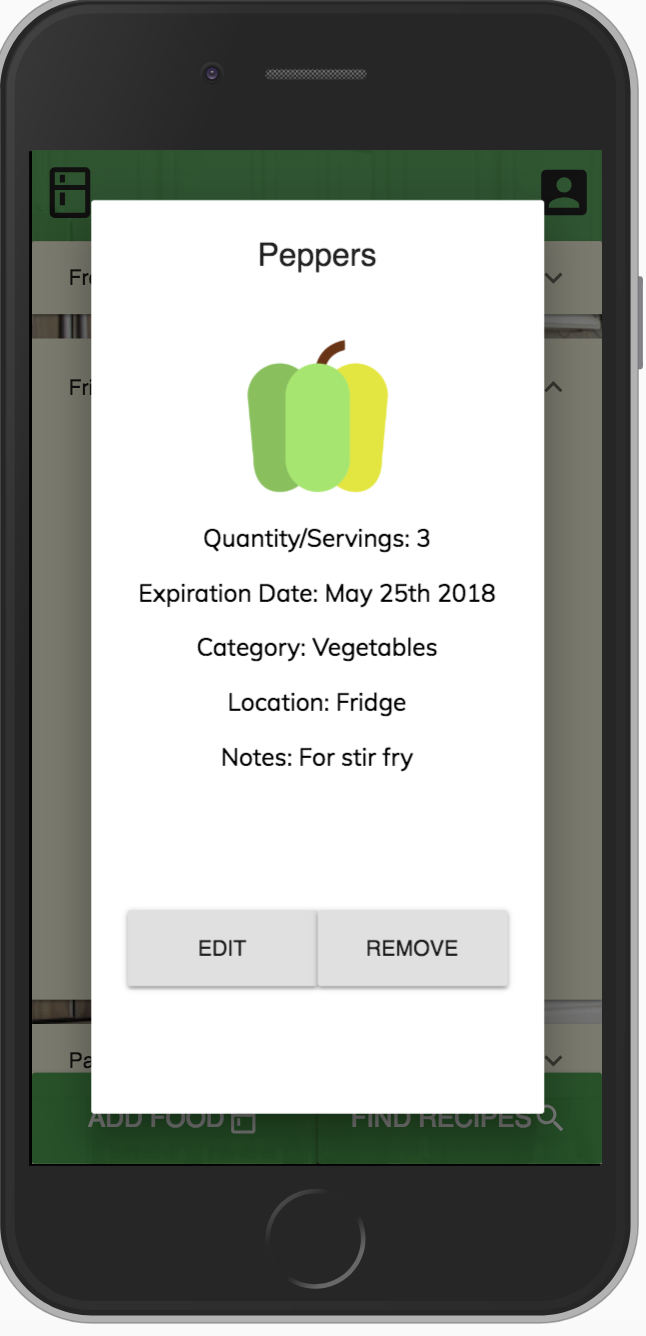 Peppers
Fr
Fri
Quantity/Servings: 3
Expiration Date: May 25th 2018
Category: Vegetables
Location: Fridge
Notes: For stir fry
EDIT
REMOVE
Pa
ADD FOOD
FIND RECIPES